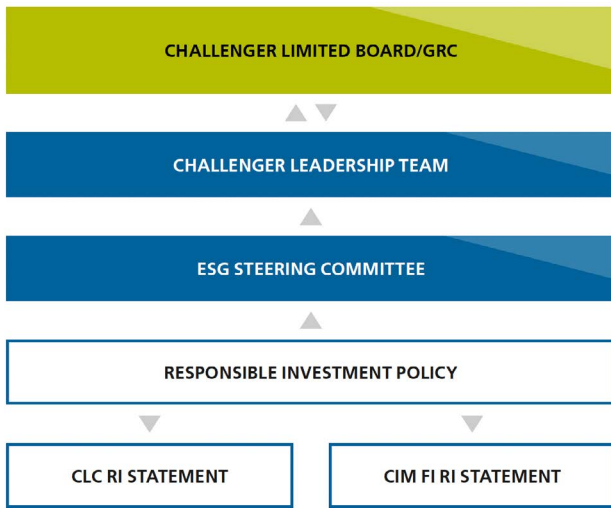 CHALLENGER LIMITED BOARD/GRC
CHALLENGER LEADERSHIP TEAM
ESG STEERING COMMITTEE
RESPONSIBLE INVESTMENT POLICY
CLC RI STATEMENT
CIM FI RI STATEMENT